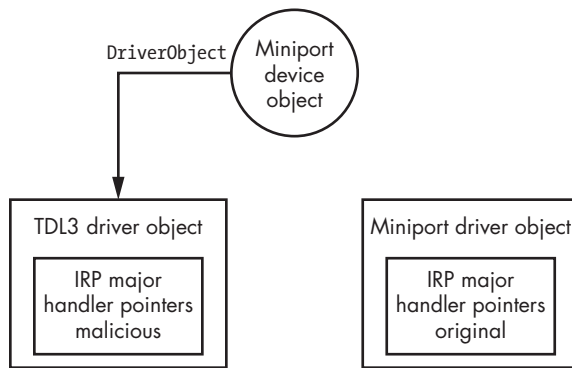 DriverObject
Miniport
device
object
TDL3 driver object
IRP major
handler pointers
malicious
Miniport driver object
IRP major
handler pointers
original